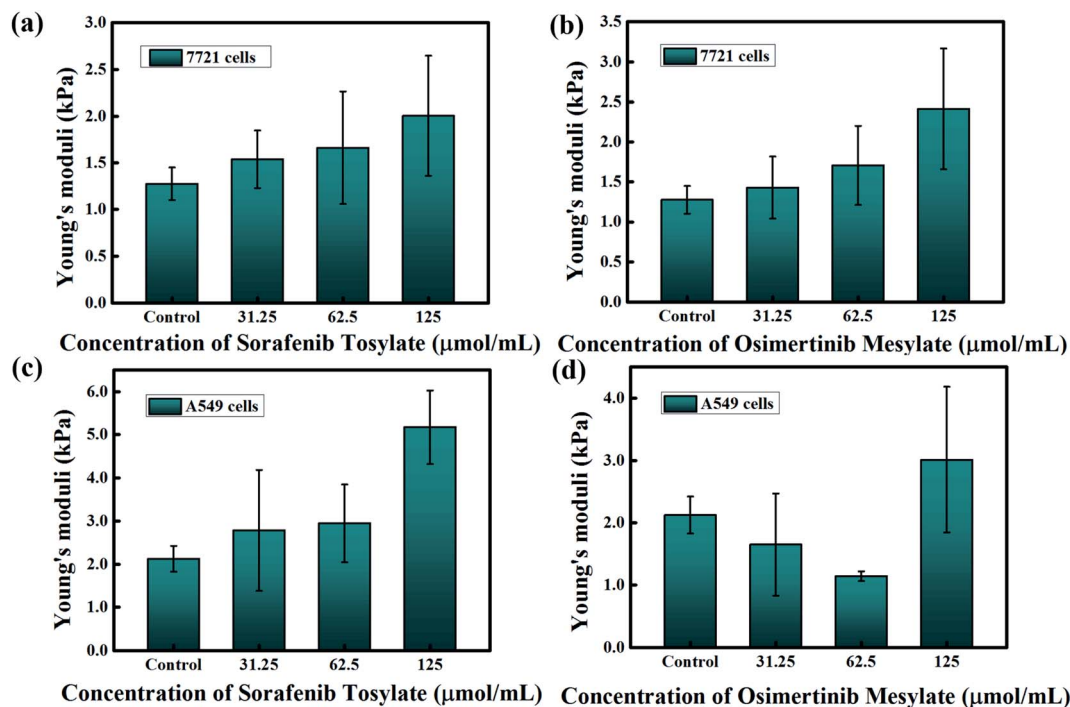 (a)
Young's moduli (kPa)
3.0
2.5
2.0
1.5
1.0
0.5
0.0
7721 cells
Control 31.25 62.5 125
Concentration of Sorafenib Tosylate (μmol/mL)
(b)
Young's moduli (kPa)
3.5
3.0
2.5
2.0
1.5
1.0
0.5
0.0
7721 cells
Control 31.25 62.5 125
Concentration of Osimertinib Mesylate (μmol/mL)
(c)
Young's moduli (kPa)
6.0
5.0
4.0
3.0
2.0
1.0
0.0
A549 cells
Control 31.25 62.5 125
Concentration of Sorafenib Tosylate (μmol/mL)
(d)
Young's moduli (kPa)
4.0
3.0
2.0
1.0
0.0
A549 cells
Control 31.25 62.5 125
Concentration of Osimertinib Mesylate (μmol/mL)